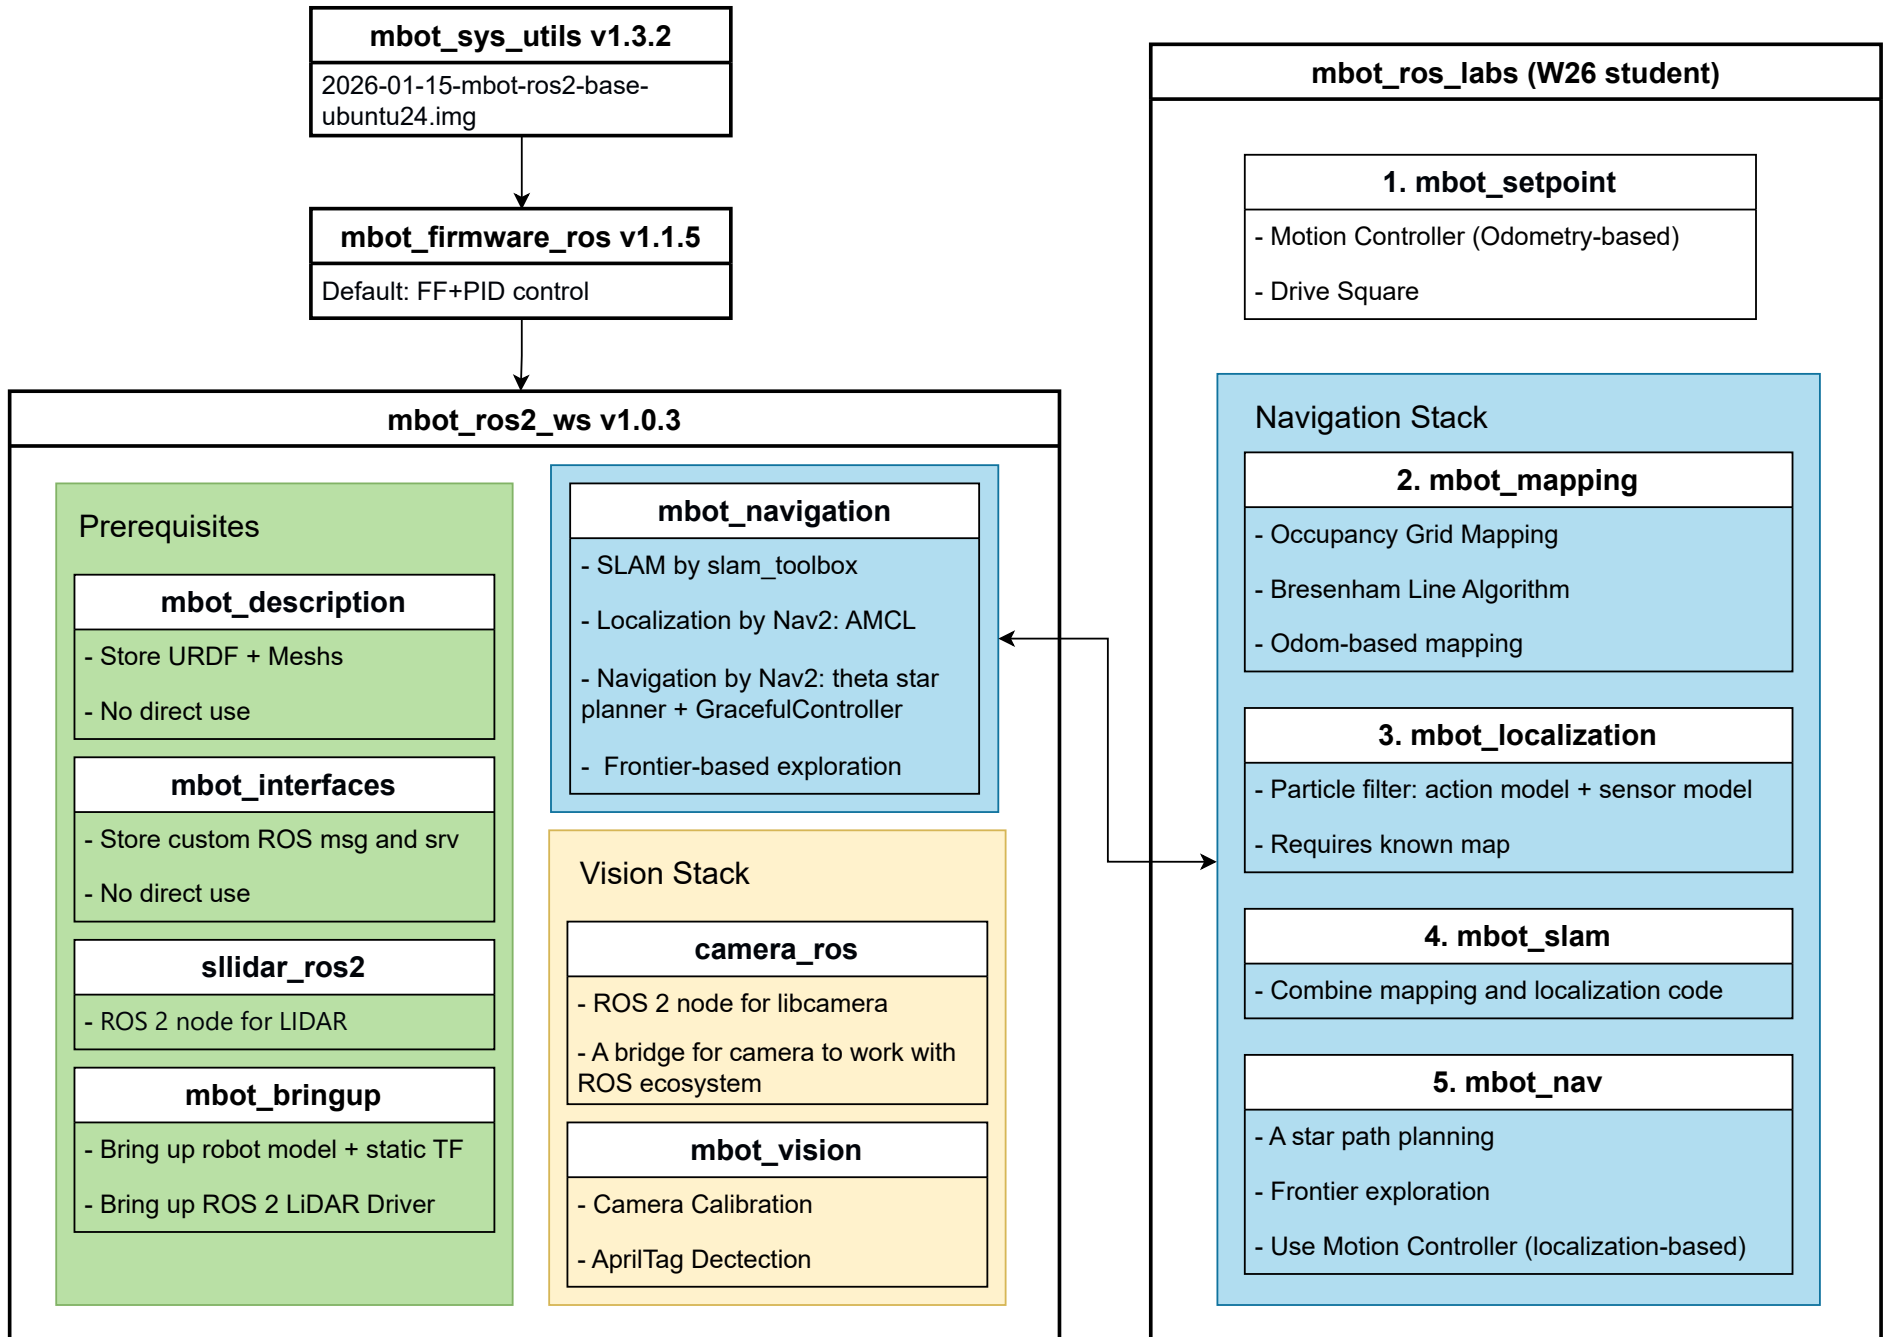 mbot_sys_utils v1.3.2
2026-01-15-mbot-ros2-base-
ubuntu24.img
mbot_firmware_ros v1.1.5
Default: FF+PID control
mbot_ros2_ws v1.0.3
Prerequisites
mbot_description
- Store URDF + Meshs
- No direct use
mbot_interfaces
- Store custom ROS msg and srv
- No direct use
sllidar_ros2
- ROS 2 node for LIDAR
mbot_bringup
- Bring up robot model + static TF
- Bring up ROS 2 LiDAR Driver
mbot_navigation
- SLAM by slam_toolbox
- Localization by Nav2: AMCL
- Navigation by Nav2: theta star
planner + GracefulController
- Frontier-based exploration
Vision Stack
camera_ros
- ROS 2 node for libcamera
- A bridge for camera to work with
ROS ecosystem
mbot_vision
- Camera Calibration
- AprilTag Dectection
mbot_ros_labs (W26 student)
1. mbot_setpoint
- Motion Controller (Odometry-based)
- Drive Square
Navigation Stack
2. mbot_mapping
- Occupancy Grid Mapping
- Bresenham Line Algorithm
- Odom-based mapping
3. mbot_localization
- Particle filter: action model + sensor model
- Requires known map
4. mbot_slam
- Combine mapping and localization code
5. mbot_nav
- A star path planning
- Frontier exploration
- Use Motion Controller (localization-based)